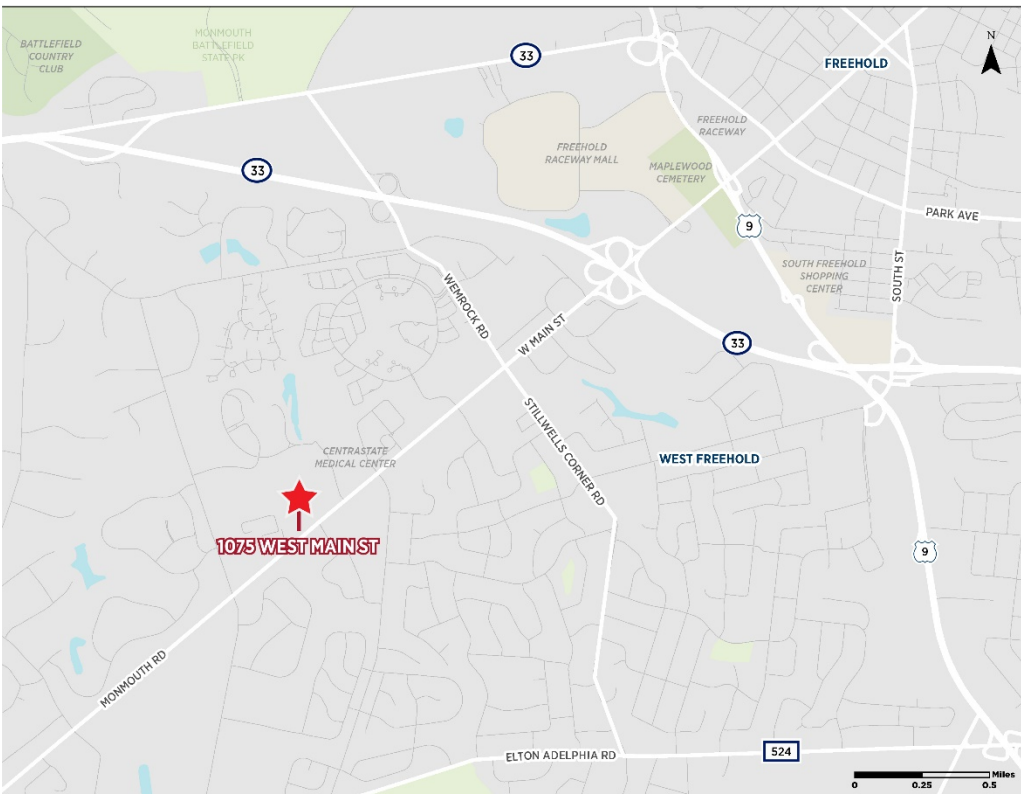 BATTLEFIELD
COUNTRY
CLUB
MONMOUTH
BATTLEFIELD
STATE PK
33
FREEHOLD
N
33
FREEHOLD
RACEWAY MALL
FREEHOLD
RACEWAY
MAPLEWOOD
CEMETERY
9
PARK AVE
SOUTH FREEHOLD
SHOPPING
CENTER
SOUTH ST
WEMROCK RD
W MAIN ST
33
STILLWELLS CORNER RD
CENTRASTATE
MEDICAL CENTER
WEST FREEHOLD
1075 WEST MAIN ST
9
MONMOUTH RD
ELTON ADELPHIA RD
524
Miles
0 0.25 0.5